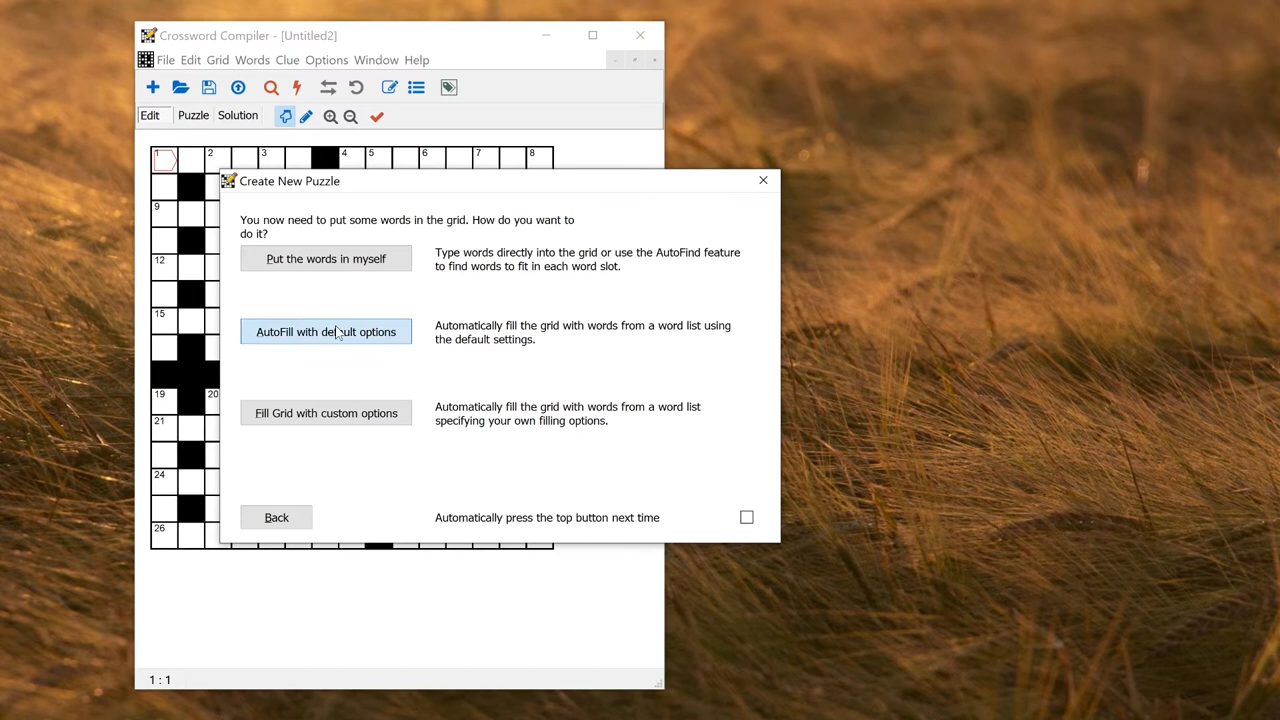 Crossword Compiler - [Untitled2]
File Edit Grid Words Clue Options Window Help
Edit Puzzle Solution
1 2 3 4 5 6 7 8
Create New Puzzle
9
You now need to put some words in the grid. How do you want to
do it?
Put the words in myself
Type words directly into the grid or use the AutoFind feature
to find words to fit in each word slot.
12
15
AutoFill with default options
Automatically fill the grid with words from a word list using
the default settings.
19 20
21
Fill Grid with custom options
Automatically fill the grid with words from a word list
specifying your own filling options.
24
26
Back
Automatically press the top button next time
1 : 1